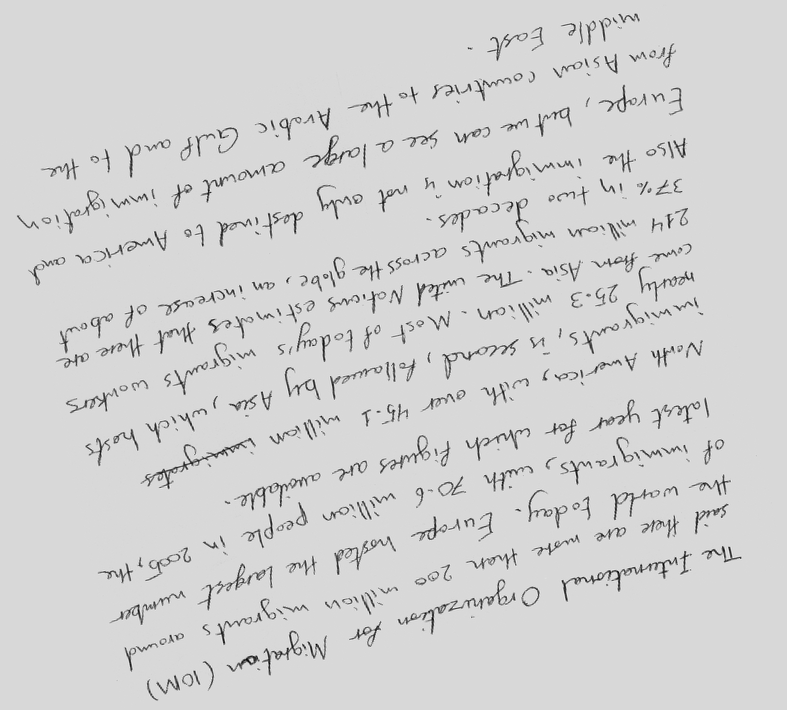 The International Organization for Migration (IOM)
said there are more then 200 million migrants around
the world today. Europe hosted the largest number
of immigrants, with 70.6 million people in 2005, the
latest year for which figures are available.
North America, with over 45.1 million immigrates
immigrants, is second, followed by Asia, which hosts
nearly 25.3 million. Most of today's migrants workers
come from Asia. The united Nations estimates that there are
214 million migrants across the globe, an increase of about
37% in two decades.
Also the immigration is not only destined to America and
Europe, but we can see a large amount of immigration
from Asian countries to the Arabic Gulf and to the
middle East.